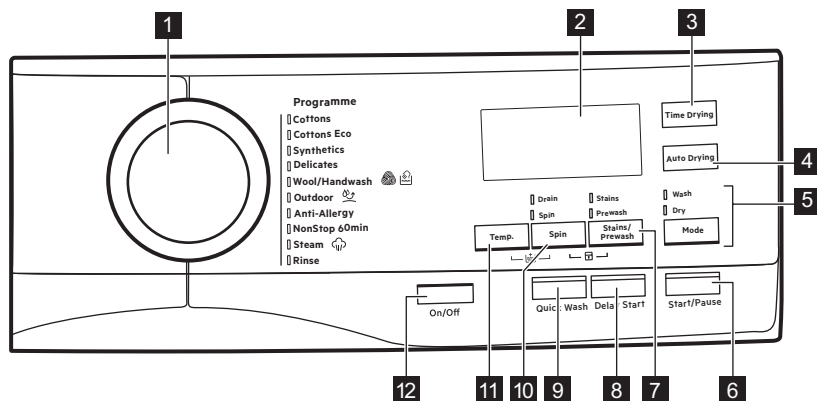 1
2
3
Programme
Cottons
Cottons Eco
Synthetics
Delicates
Wool/Handwash
Outdoor
Anti-Allergy
NonStop 60min
Steam
Rinse
Time Drying
Auto Drying
4
5
Drain
Spin
Stains
Prewash
Wash
Dry
Temp.
Spin
Stains/
Prewash
Mode
On/Off
Quick Wash
Delay Start
Start/Pause
12
11
10
9
8
7
6